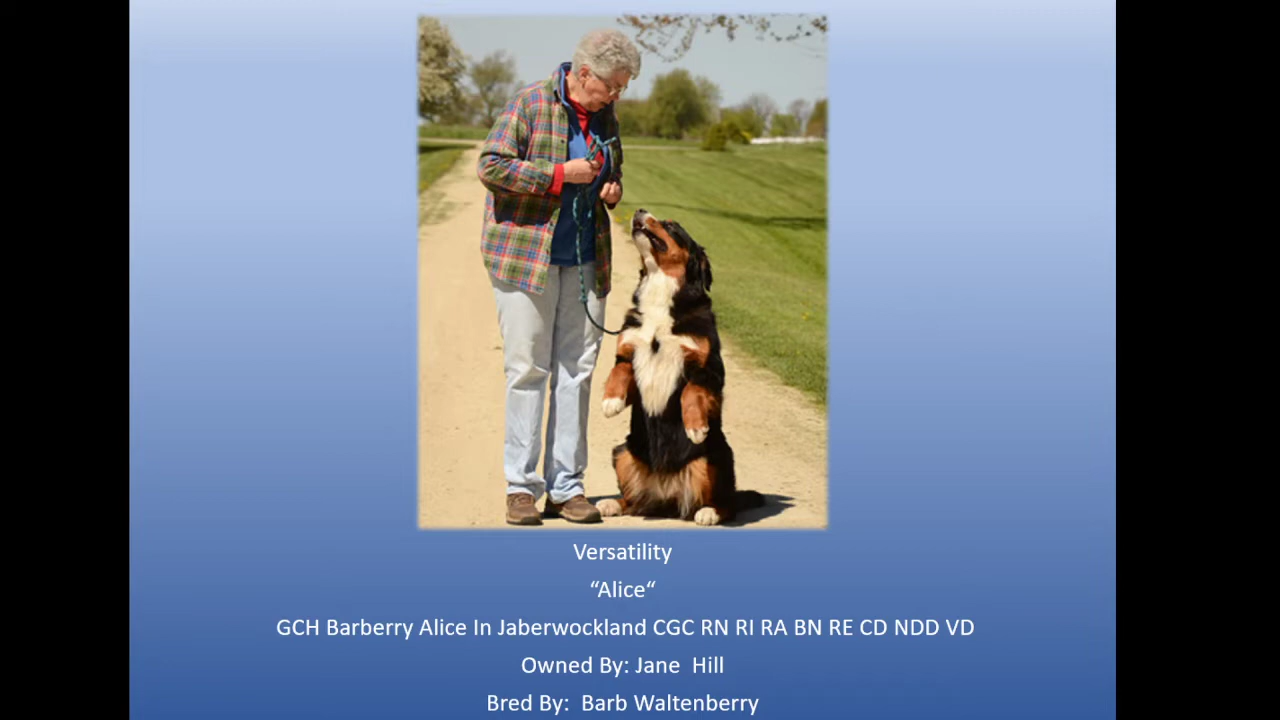 Versatility
“Alice“
GCH Barberry Alice In Jaberwockland CGC RN RI RA BN RE CD NDD VD
Owned By: Jane  Hill
Bred By:  Barb Waltenberry